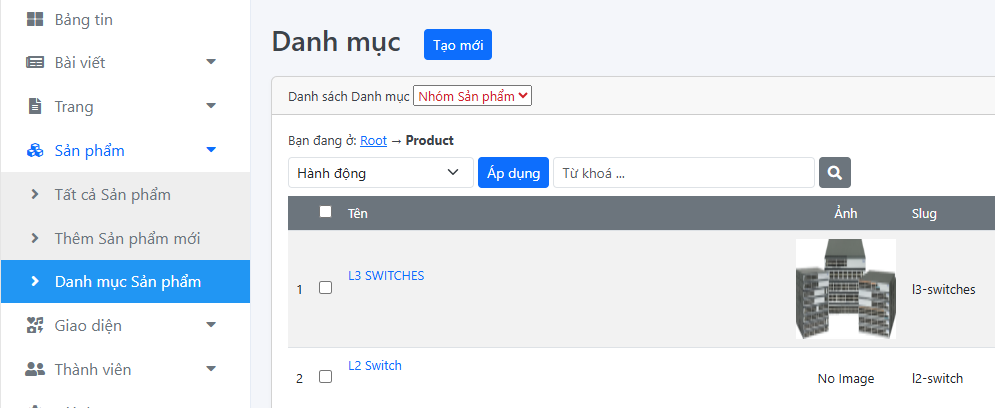 Bảng tin
Bài viết
Trang
Sản phẩm
Tất cả Sản phẩm
Thêm Sản phẩm mới
Danh mục Sản phẩm
Giao diện
Thành viên
Danh mục Tạo mới
Danh sách Danh mục Nhóm Sản phẩm
Bạn đang ở: Root → Product
Hành động Áp dụng Từ khoá ...
Tên Ảnh Slug
1 L3 SWITCHES l3-switches
2 L2 Switch No Image l2-switch